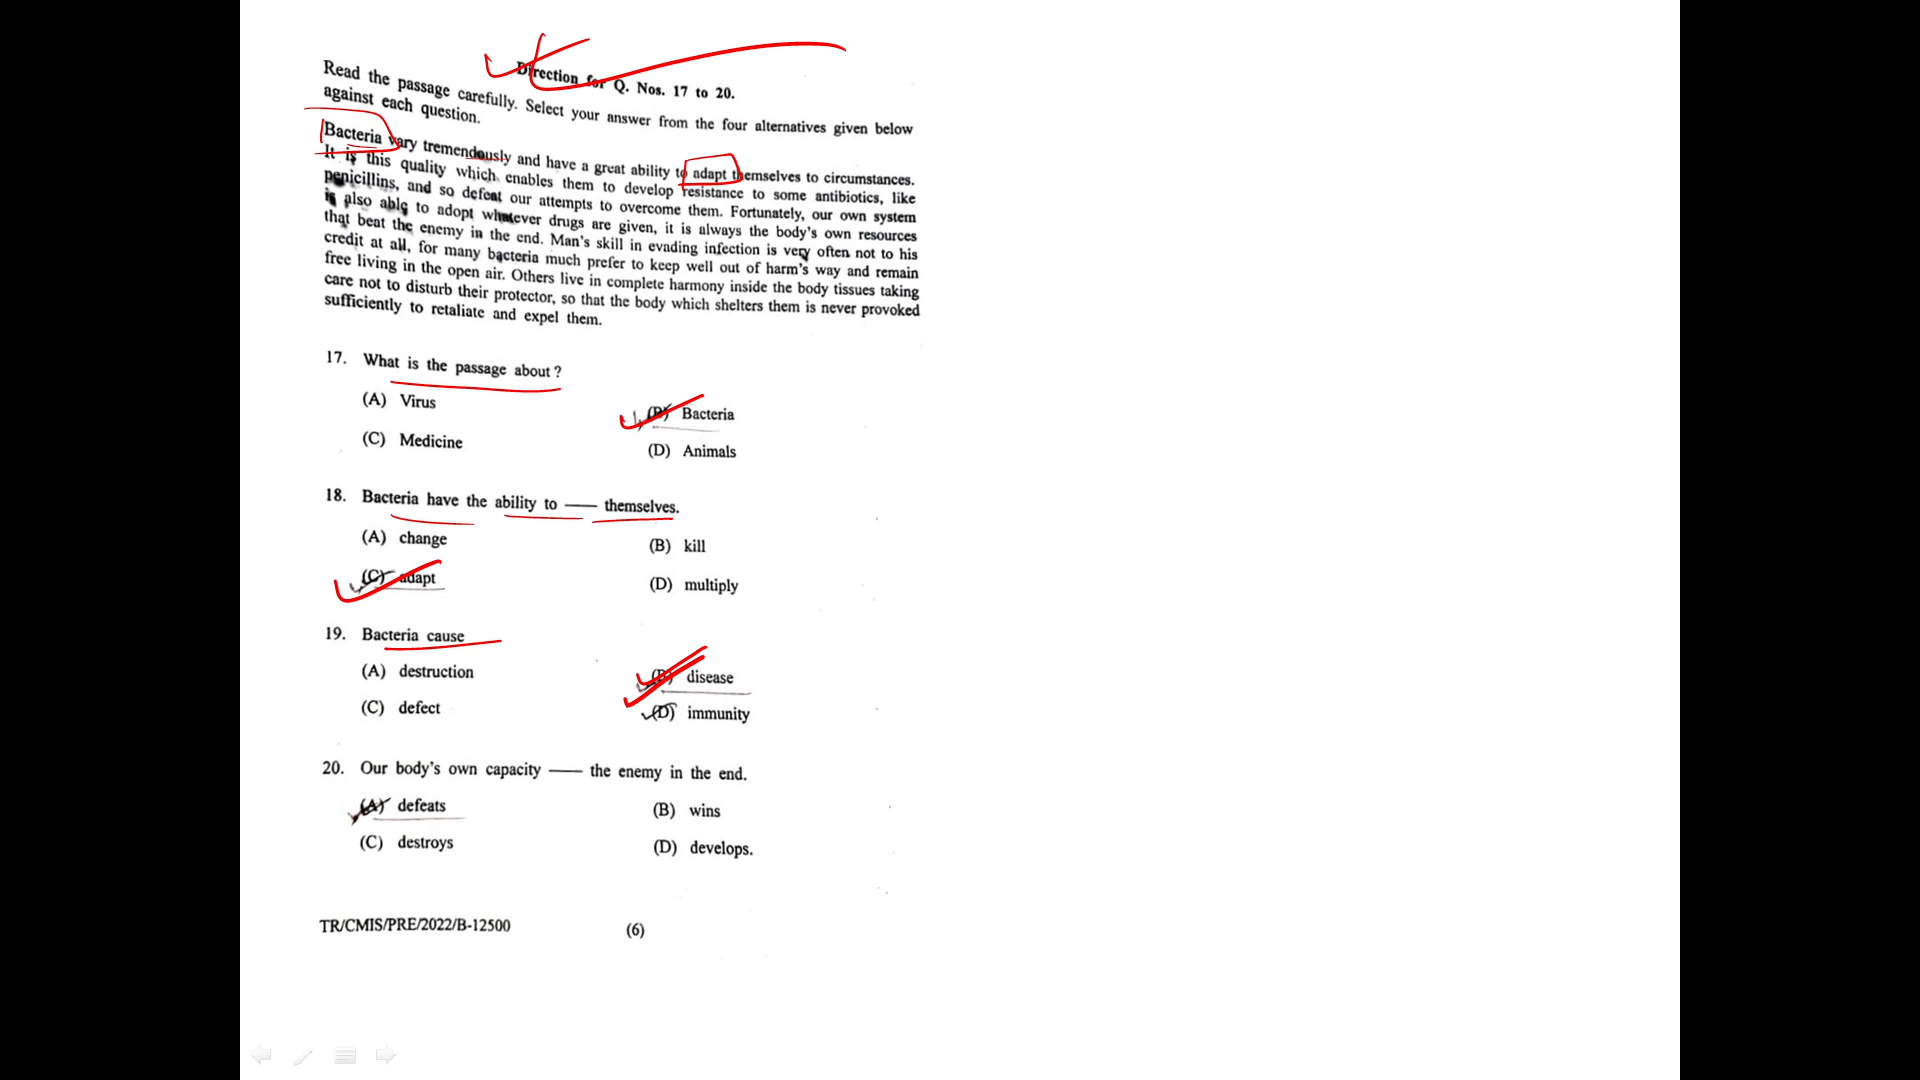 Direction for Q. Nos. 17 to 20.
Read the passage carefully. Select your answer from the four alternatives given below
against each question.
Bacteria vary tremendously and have a great ability to adapt themselves to circumstances.
It is this quality which enables them to develop resistance to some antibiotics, like
penicillins, and so defeat our attempts to overcome them. Fortunately, our own system
is also able to adopt whatever drugs are given, it is always the body's own resources
that beat the enemy in the end. Man's skill in evading infection is very often not to his
credit at all, for many bacteria much prefer to keep well out of harm's way and remain
free living in the open air. Others live in complete harmony inside the body tissues taking
care not to disturb their protector, so that the body which shelters them is never provoked
sufficiently to retaliate and expel them.
17. What is the passage about?
(A) Virus
(B) Bacteria
(C) Medicine
(D) Animals
18. Bacteria have the ability to —— themselves.
(A) change
(B) kill
(C) adapt
(D) multiply
19. Bacteria cause
(A) destruction
(B) disease
(C) defect
(D) immunity
20. Our body's own capacity —— the enemy in the end.
(A) defeats
(B) wins
(C) destroys
(D) develops.
TR/CMIS/PRE/2022/B-12500
(6)